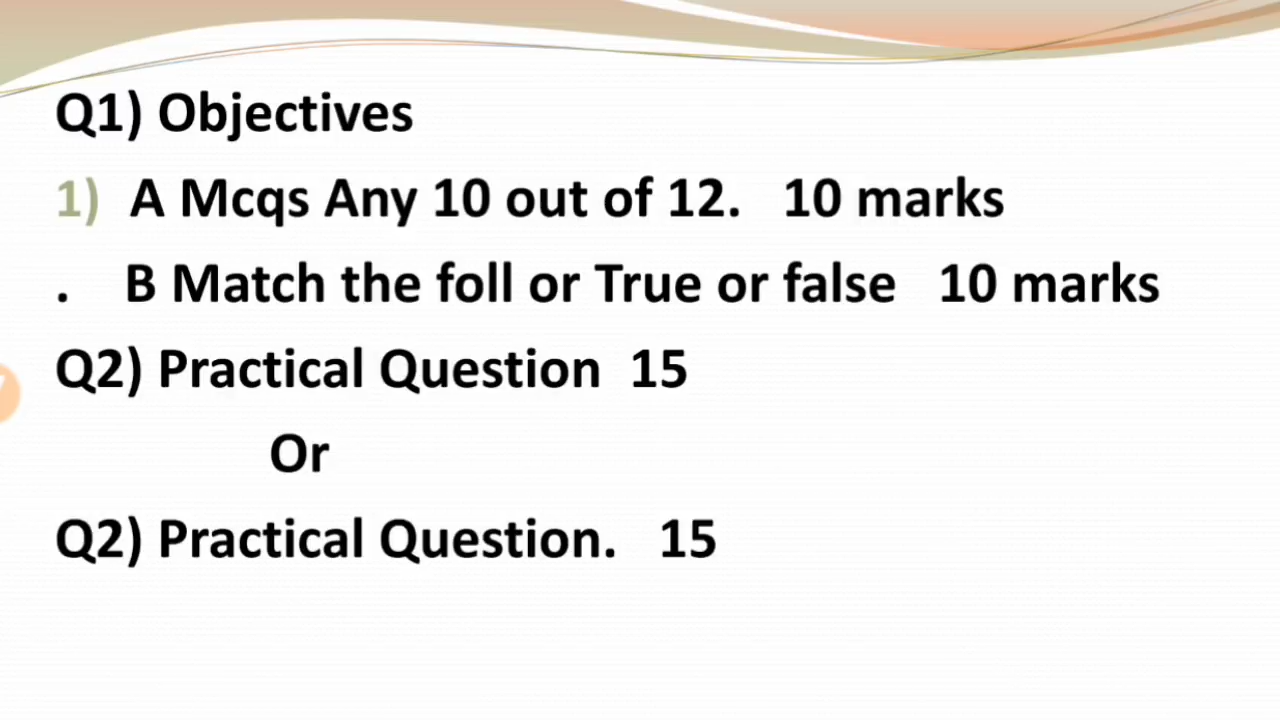 Q1) Objectives
1) A Mcqs Any 10 out of 12. 10 marks
. B Match the foll or True or false 10 marks
Q2) Practical Question 15
Or
Q2) Practical Question. 15